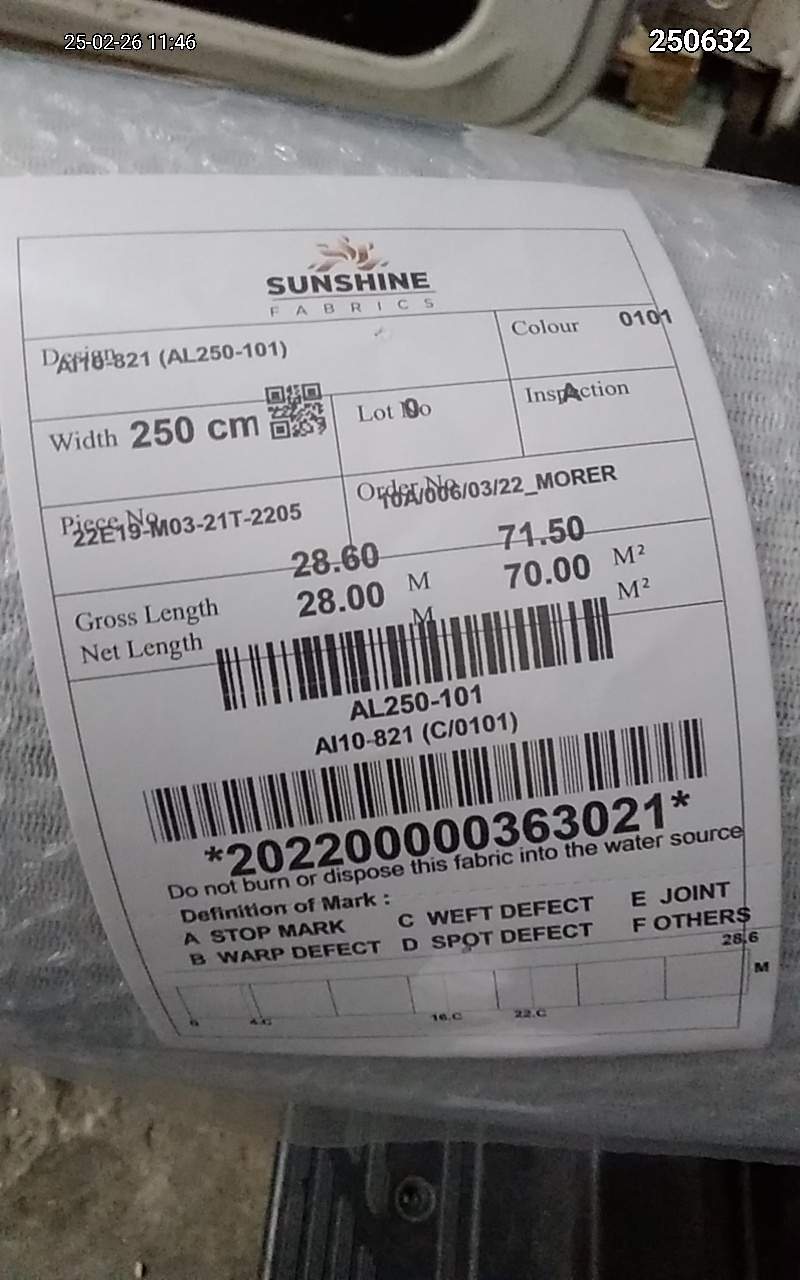 25-02-26 11:46
250632
SUNSHINE
FABRICS
Design AI10-821 (AL250-101)
Colour 0101
Width 250 cm
Lot No 0
Inspection A
Piece No 22E19-M03-21T-2205
Order No 10A/006/03/22_MORER
Gross Length 28.60 M 71.50 M²
Net Length 28.00 M 70.00 M²
AL250-101
AI10-821 (C/0101)
*202200000363021*
Do not burn or dispose this fabric into the water source
Definition of Mark :
A STOP MARK C WEFT DEFECT E JOINT
B WARP DEFECT D SPOT DEFECT F OTHERS
28.6
M
0 4.C 16.C 22.C